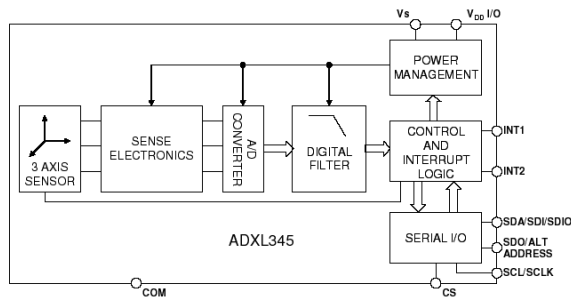 Vs
VDD I/O
POWER
MANAGEMENT
3 AXIS
SENSOR
SENSE
ELECTRONICS
A/D
CONVERTER
DIGITAL
FILTER
CONTROL
AND
INTERRUPT
LOGIC
INT1
INT2
SERIAL I/O
SDA/SDI/SDIO
SDO/ALT
ADDRESS
SCL/SCLK
ADXL345
COM
CS